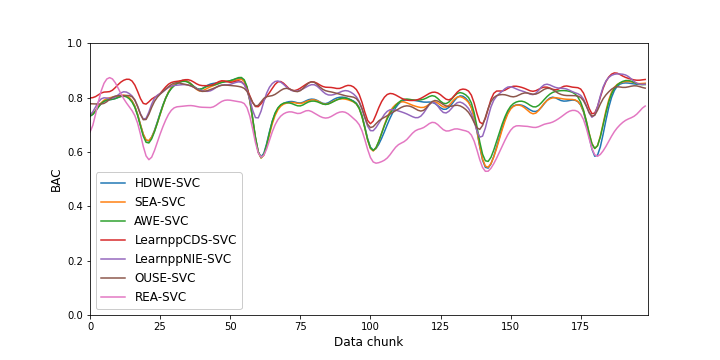 1.0
0.8
0.6
0.4
0.2
0.0
BAC
HDWE-SVC
SEA-SVC
AWE-SVC
LearnppCDS-SVC
LearnppNIE-SVC
OUSE-SVC
REA-SVC
0 25 50 75 100 125 150 175
Data chunk